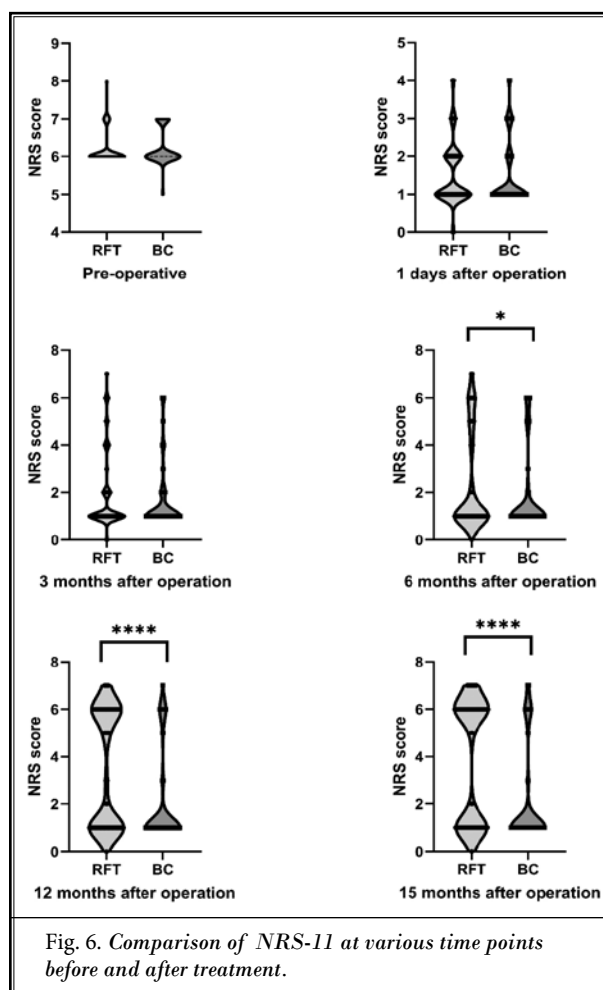 9
8
7
6
5
4
NRS score
RFT
BC
Pre-operative
5
4
3
2
1
0
NRS score
RFT
BC
1 days after operation
8
6
4
2
0
NRS score
RFT
BC
3 months after operation
*
8
6
4
2
0
NRS score
RFT
BC
6 months after operation
****
8
6
4
2
0
NRS score
RFT
BC
12 months after operation
****
8
6
4
2
0
NRS score
RFT
BC
15 months after operation
Fig. 6. Comparison of NRS-11 at various time points
before and after treatment.